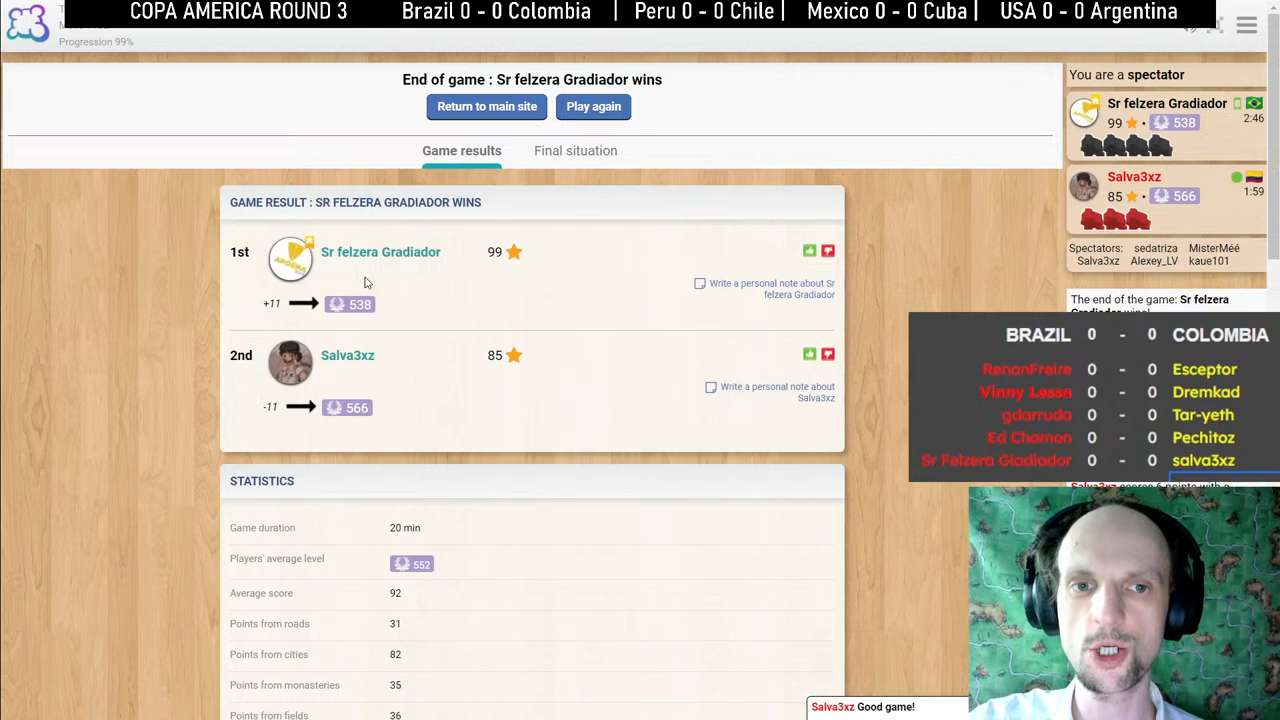 COPA AMERICA ROUND 3 Brazil 0 - 0 Colombia | Peru 0 - 0 Chile | Mexico 0 - 0 Cuba | USA 0 - 0 Argentina
Progression 99%
End of game : Sr felzera Gradiador wins
Return to main site Play again
Game results Final situation
You are a spectator
Sr felzera Gradiador
99 • 538 2:46
Salva3xz
85 • 566 1:59
Spectators: sedatriza MisterMéé
Salva3xz Alexey_LV kaue101
The end of the game: Sr felzera
GAME RESULT : SR FELZERA GRADIADOR WINS
1st Sr felzera Gradiador 99
Write a personal note about Sr
felzera Gradiador
+11 538
2nd Salva3xz 85
Write a personal note about
Salva3xz
-11 566
STATISTICS
Game duration 20 min
Players' average level 552
Average score 92
Points from roads 31
Points from cities 82
Points from monasteries 35
Points from fields 36
BRAZIL 0 - 0 COLOMBIA
RenanFreire 0 - 0 Esceptor
Vinny Lessa 0 - 0 Dremkad
gdarruda 0 - 0 Tar-yeth
Ed Chamon 0 - 0 Pechitoz
Sr Felzera Gladiador 0 - 0 salva3xz
Salva3xz scores 6 points with a
Salva3xz Good game!